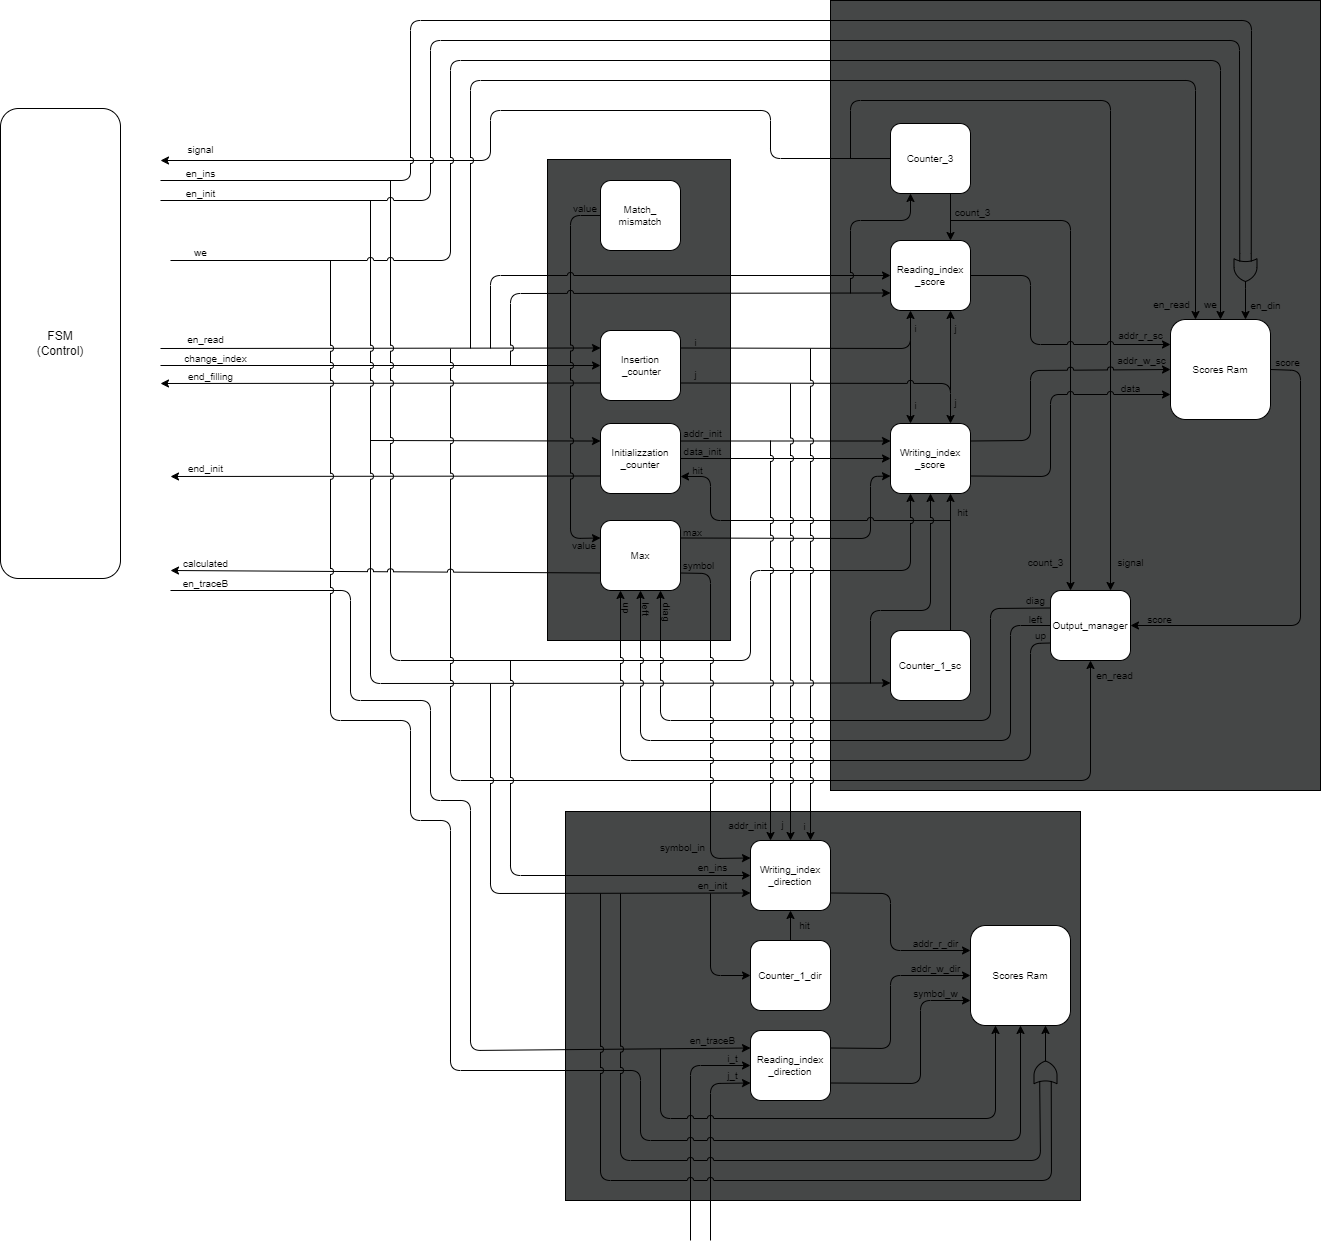 signal
en_ins
en_init
we
FSM
(Control)
en_read
change_index
end_filling
end_init
calculated
en_traceB
value
Match_
mismatch
Insertion
_counter
i
j
Initializzation
_counter
addr_init
data_init
hit
value
Max
max
symbol
up
left
diag
Counter_3
count_3
Reading_index
_score
i
j
i
j
Writing_index
_score
hit
Counter_1_sc
en_read
we
en_din
addr_r_sc
addr_w_sc
data
Scores Ram
score
count_3
signal
diag
left
up
Output_manager
score
en_read
addr_init
j
i
symbol_in
en_ins
en_init
Writing_index
_direction
hit
Counter_1_dir
en_traceB
i_t
j_t
Reading_index
_direction
addr_r_dir
addr_w_dir
symbol_w
Scores Ram